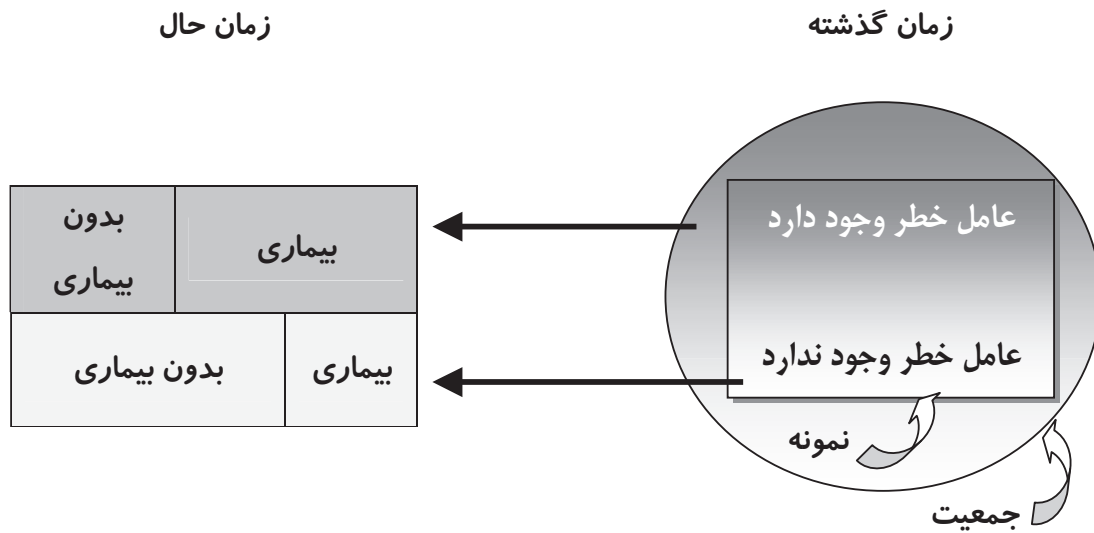 زمان گذشته
زمان حال
عامل خطر وجود دارد
عامل خطر وجود ندارد
نمونه
جمعیت
بیماری
بدون
بیماری
بیماری
بدون بیماری